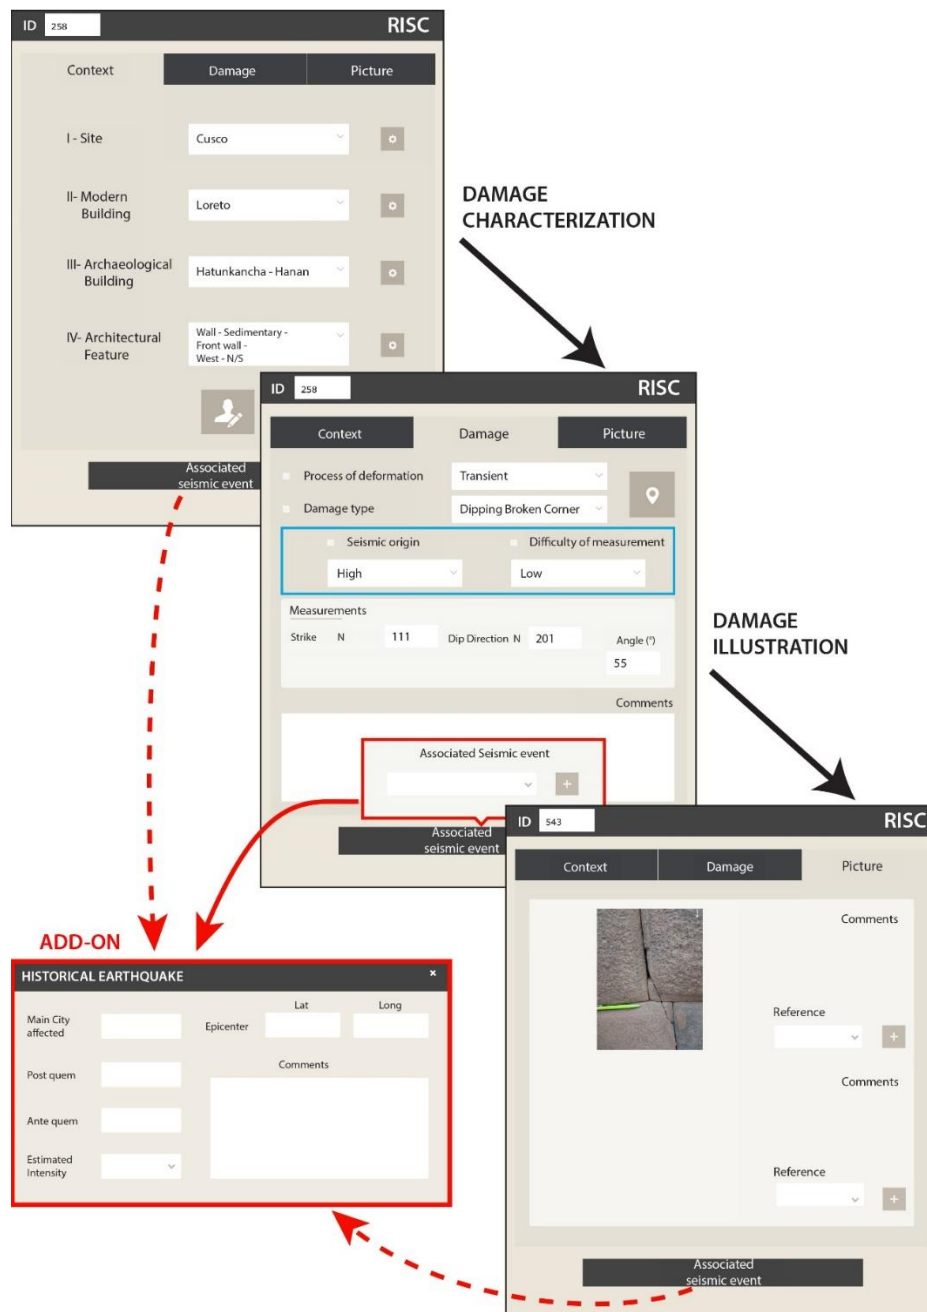 ID 258 RISC
Context Damage Picture
I - Site Cusco
II- Modern
Building
Loreto
III- Archaeological
Building
Hatunkancha - Hanan
IV- Architectural
Feature
Wall - Sedimentary -
Front wall -
West - N/S
Associated
seismic event
DAMAGE
CHARACTERIZATION
ID 258 RISC
Context Damage Picture
Process of deformation Transient
Damage type Dipping Broken Corner
Seismic origin Difficulty of measurement
High Low
Measurements
Strike N 111 Dip Direction N 201 Angle (°)
55
Comments
Associated Seismic event
+
Associated
seismic event
DAMAGE
ILLUSTRATION
ID 543 RISC
Context Damage Picture
Comments
Reference
+
Comments
Reference
+
Associated
seismic event
ADD-ON
HISTORICAL EARTHQUAKE ×
Main City
affected
Epicenter
Lat Long
Post quem
Comments
Ante quem
Estimated
Intensity